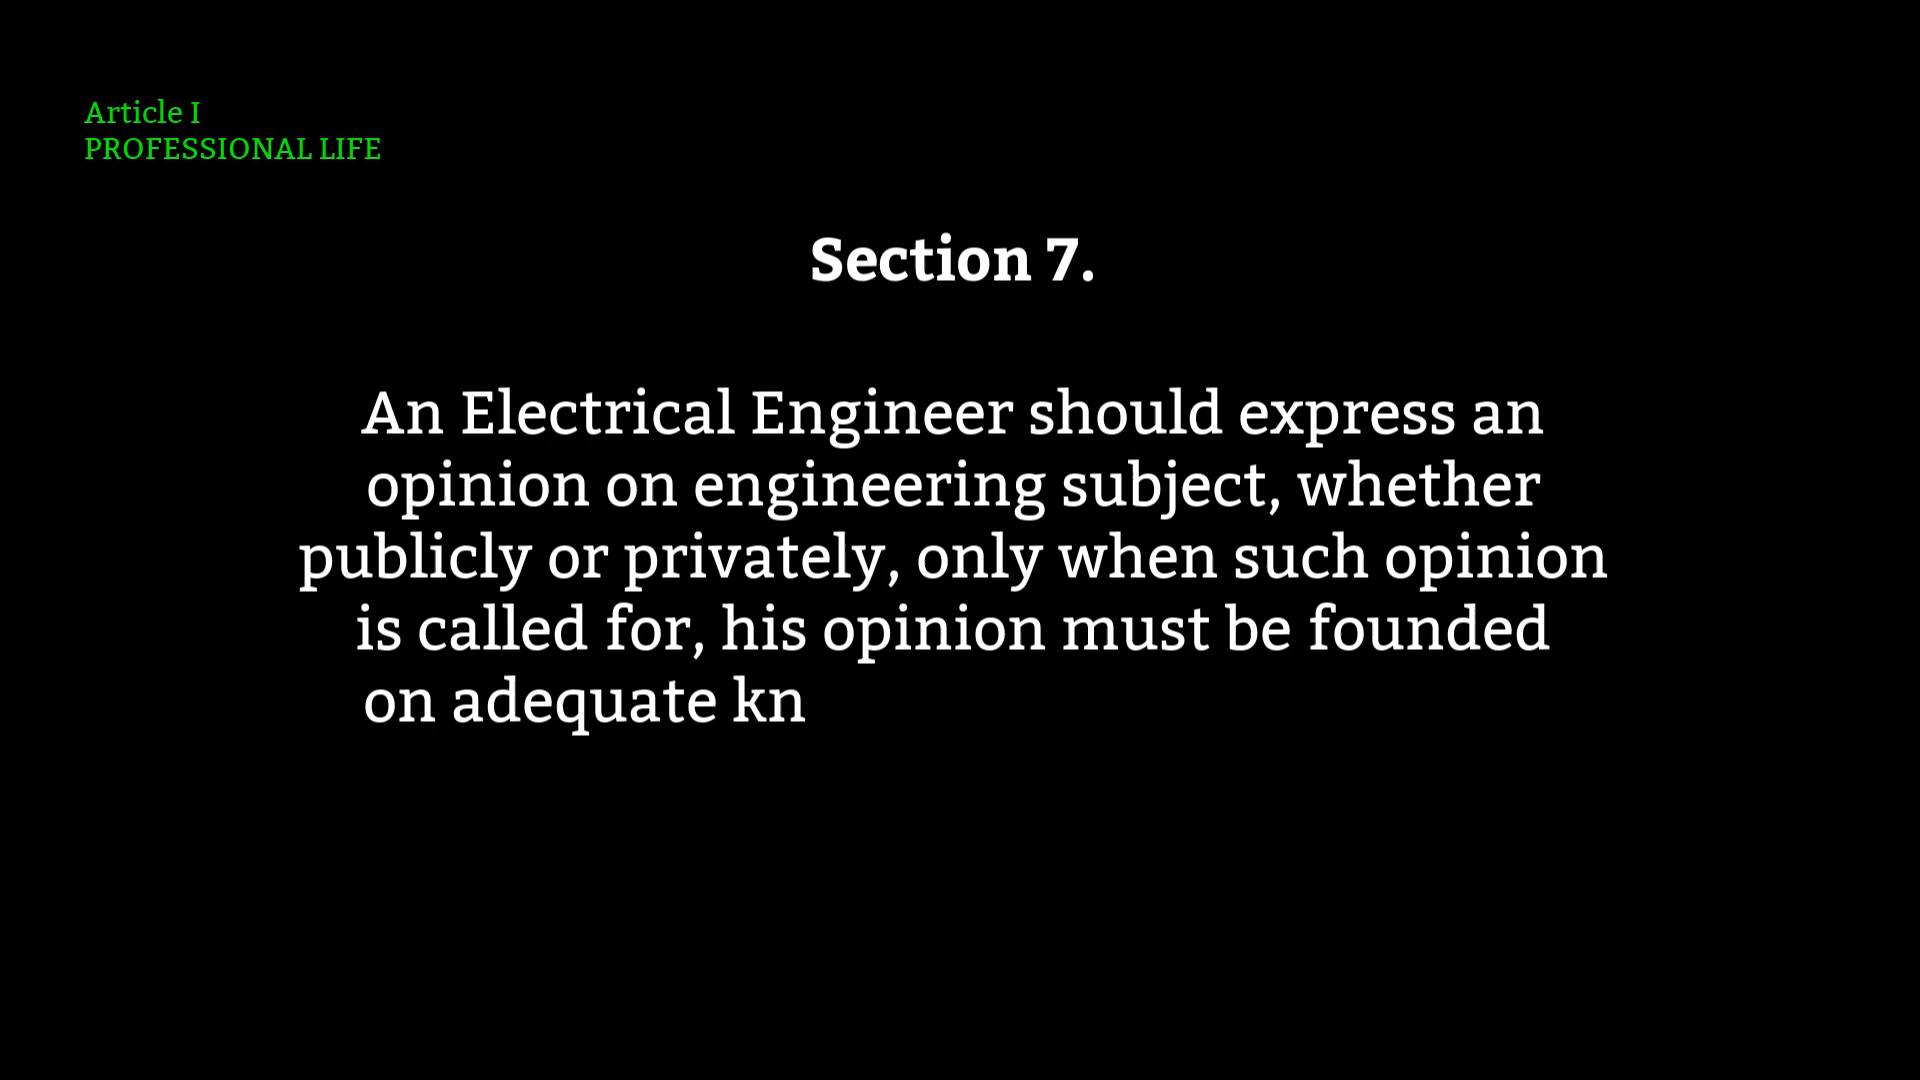 Article I
PROFESSIONAL LIFE
Section 7.
An Electrical Engineer should express an
opinion on engineering subject, whether
publicly or privately, only when such opinion
is called for, his opinion must be founded
on adequate kn